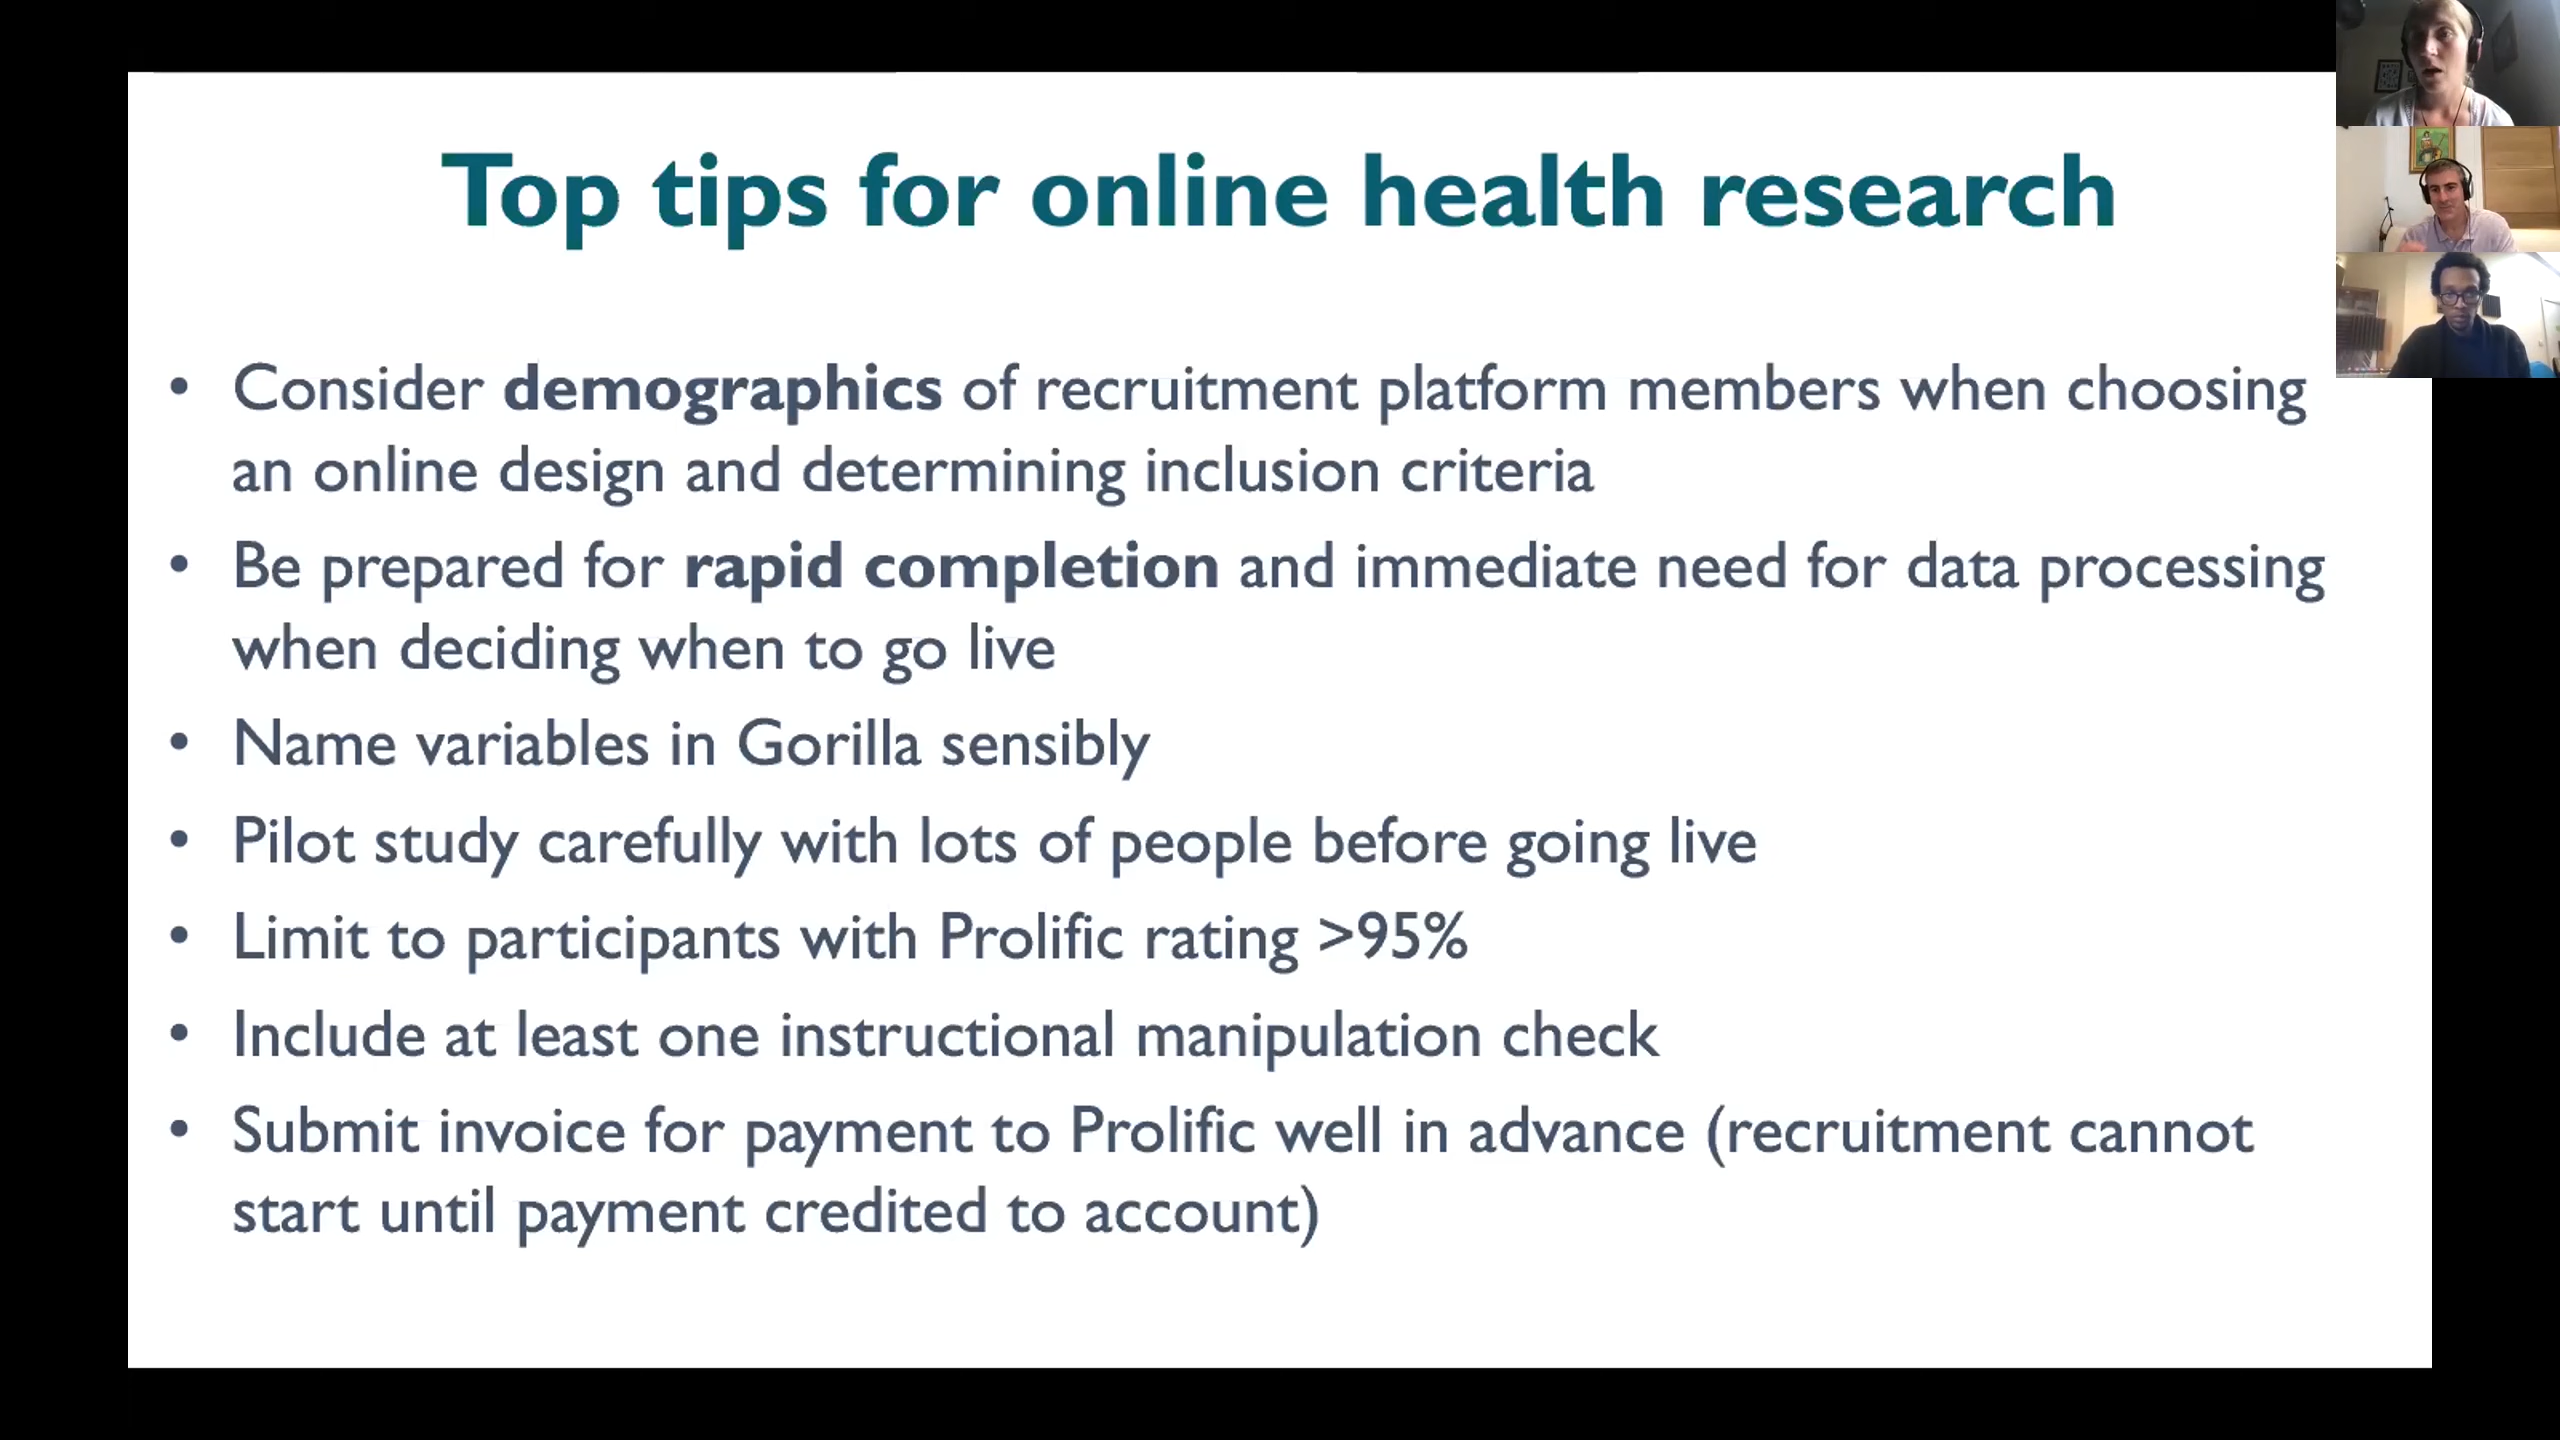 Top tips for online health research
• Consider demographics of recruitment platform members when choosing
an online design and determining inclusion criteria
• Be prepared for rapid completion and immediate need for data processing
when deciding when to go live
• Name variables in Gorilla sensibly
• Pilot study carefully with lots of people before going live
• Limit to participants with Prolific rating >95%
• Include at least one instructional manipulation check
• Submit invoice for payment to Prolific well in advance (recruitment cannot
start until payment credited to account)